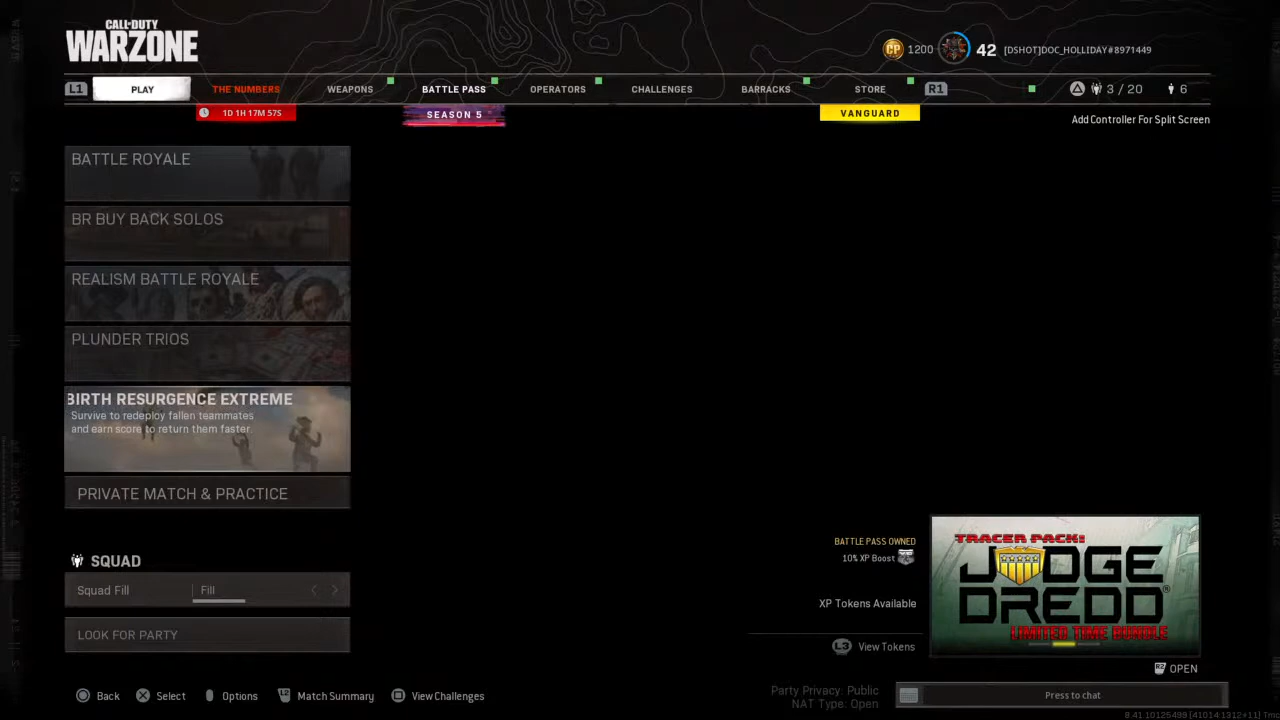 CALL OF DUTY
WARZONE
CP 1200 42 [DSHOT]DOC_HOLLIDAY#8971449
L1 PLAY THE NUMBERS WEAPONS BATTLE PASS OPERATORS CHALLENGES BARRACKS STORE R1 3 / 20 6
1D 1H 17M 57S SEASON 5 VANGUARD
Add Controller For Split Screen
BATTLE ROYALE
BR BUY BACK SOLOS
REALISM BATTLE ROYALE
PLUNDER TRIOS
BIRTH RESURGENCE EXTREME
Survive to redeploy fallen teammates
and earn score to return them faster.
PRIVATE MATCH & PRACTICE
SQUAD
Squad Fill Fill
LOOK FOR PARTY
BATTLE PASS OWNED
10% XP Boost
XP Tokens Available
L3 View Tokens
TRACER PACK:
JUDGE
DREDD®
LIMITED TIME BUNDLE
R2 OPEN
Back Select Options L2 Match Summary View Challenges
Party Privacy: Public
NAT Type: Open
Press to chat